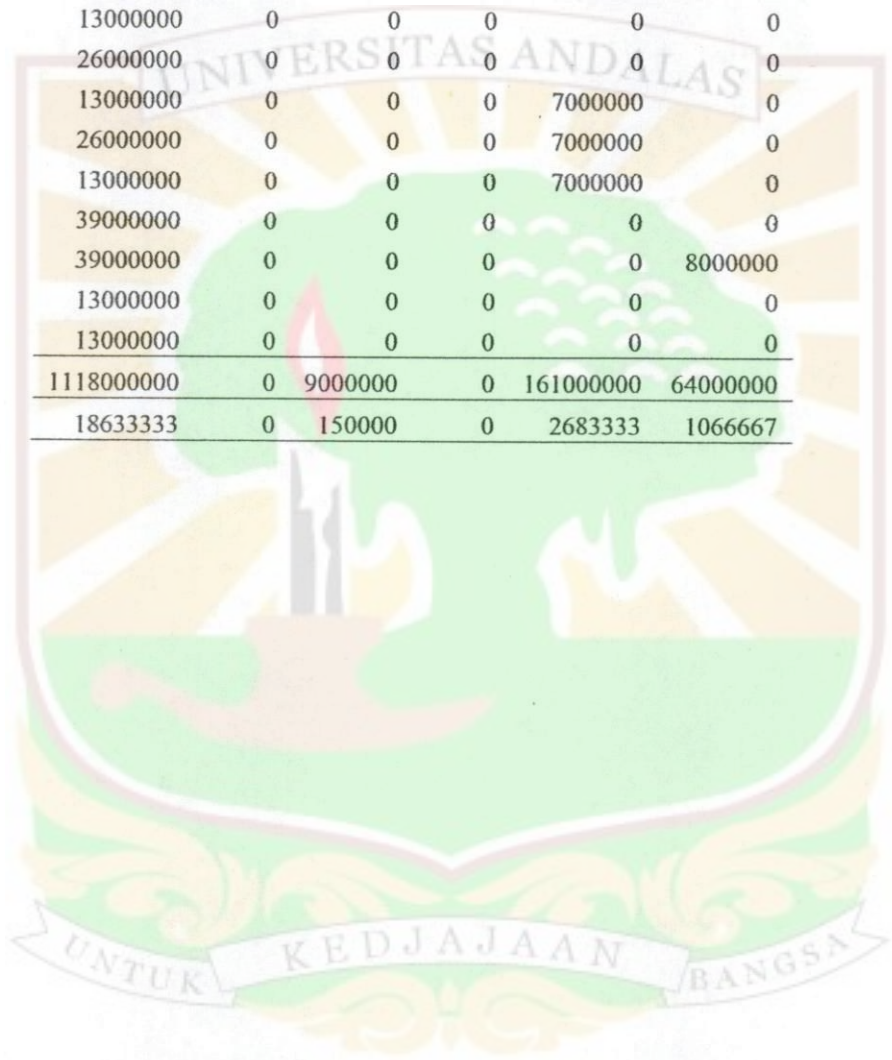 13000000 0 0 0 0 0
UNIVERSITAS ANDALAS
26000000 0 0 0 0 0
13000000 0 0 0 7000000 0
26000000 0 0 0 7000000 0
13000000 0 0 0 7000000 0
39000000 0 0 0 0 0
39000000 0 0 0 0 8000000
13000000 0 0 0 0 0
13000000 0 0 0 0 0
1118000000 0 9000000 0 161000000 64000000
18633333 0 150000 0 2683333 1066667
UNTUK KEDJAJAAN BANGSA